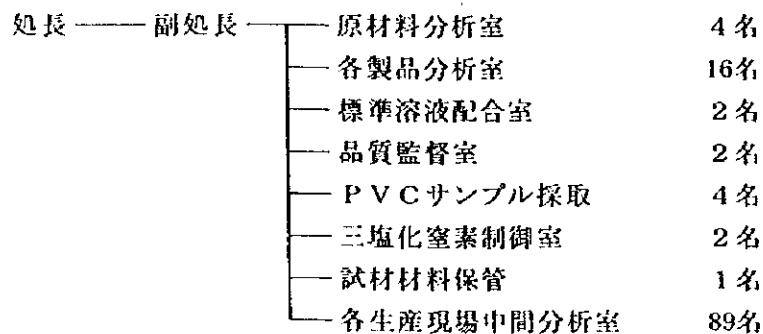 処長 副処長 原材料分析室 4名
各製品分析室 16名
標準溶液配合室 2名
品質監督室 2名
PVCサンプル採取 4名
三塩化窒素制御室 2名
試材材料保管 1名
各生産現場中間分析室 89名